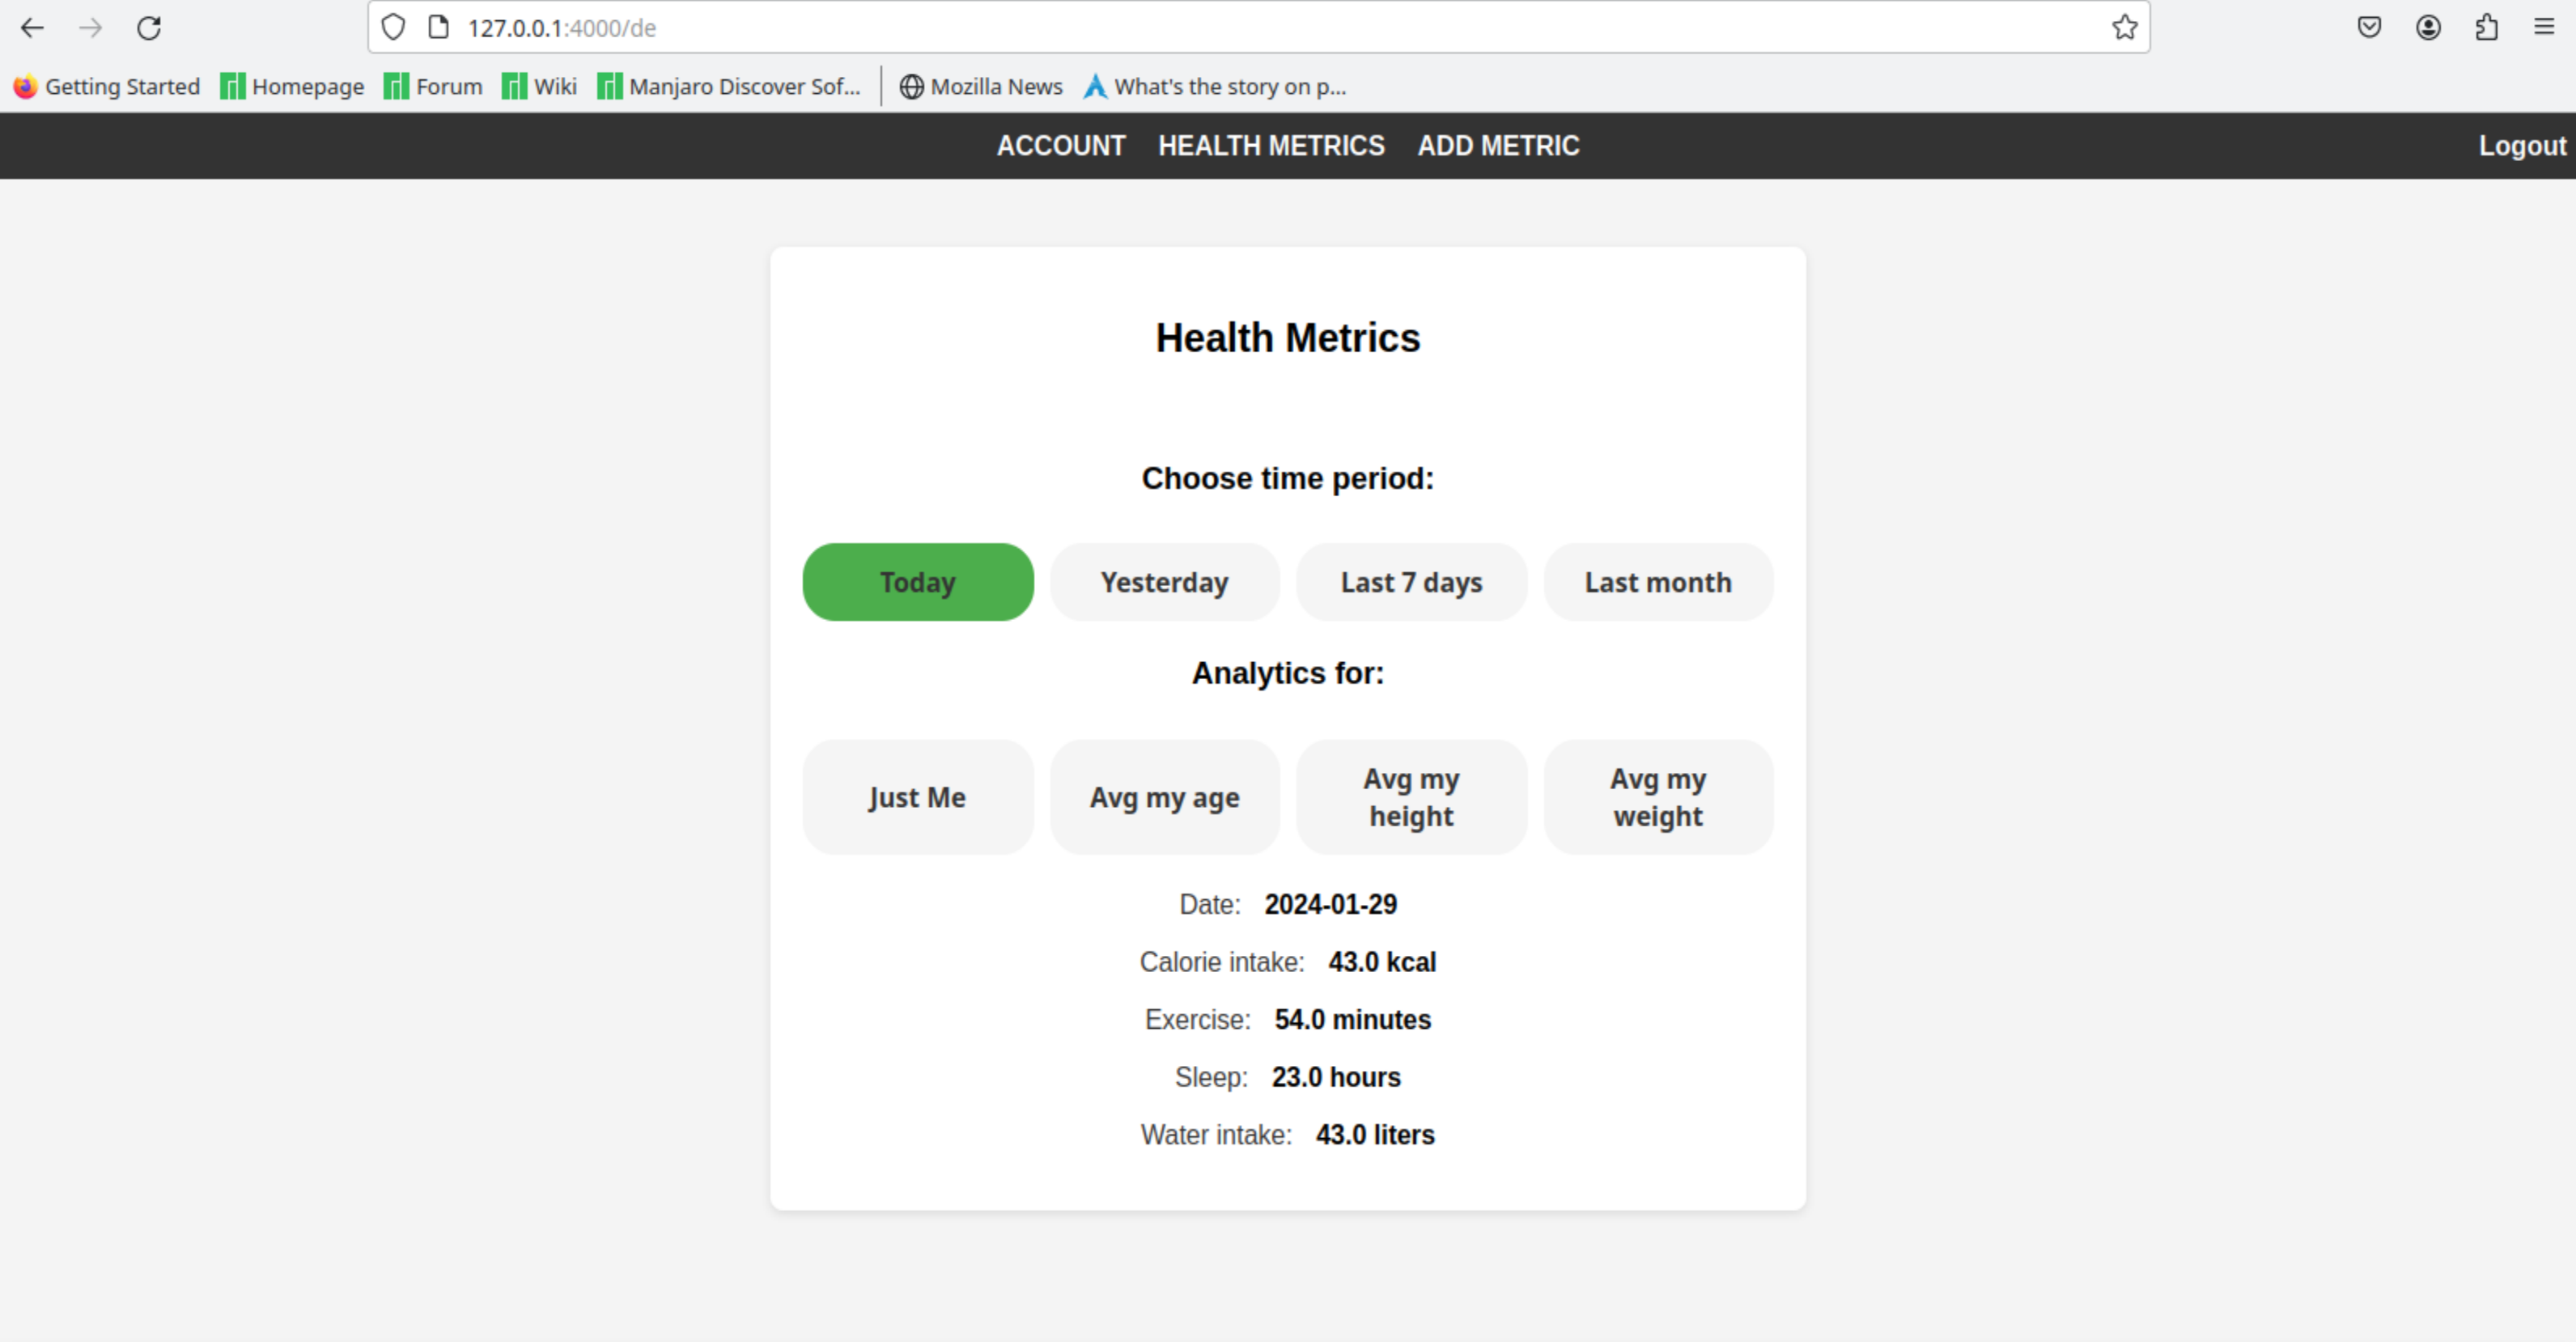 127.0.0.1:4000/de
Getting Started Homepage Forum Wiki Manjaro Discover Sof... Mozilla News What's the story on p...
ACCOUNT HEALTH METRICS ADD METRIC Logout
Health Metrics
Choose time period:
Today Yesterday Last 7 days Last month
Analytics for:
Just Me Avg my age Avg my height Avg my weight
Date: 2024-01-29
Calorie intake: 43.0 kcal
Exercise: 54.0 minutes
Sleep: 23.0 hours
Water intake: 43.0 liters